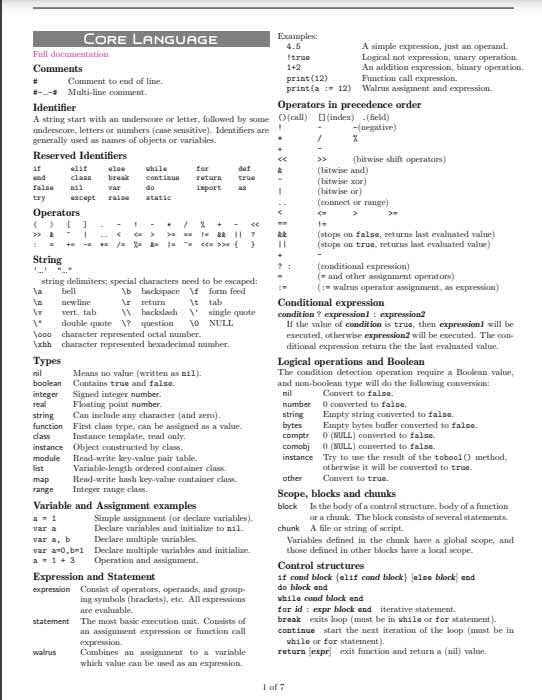 CORE LANGUAGE
Full documentation
Comments
# Comment to end of line.
#-…-# Multi-line comment.
Identifier
A string start with an underscore or letter, followed by some
underscore, letters or numbers (case sensitive). Identifiers are
generally used as names of objects or variables.
Reserved Identifiers
if elif else while for def
end class break continue return true
false nil var do import as
try except raise static
Operators
( ) [ ] . - ! ~ * / % + - <<
>> & ^ | .. < <= > >= == != && || ?
: = += -= *= /= %= &= |= ^= <<= >>= { }
String
'…' "…"
string delimiters; special characters need to be escaped:
\a bell \b backspace \f form feed
\n newline \r return \t tab
\v vert. tab \\ backslash \' single quote
\" double quote \? question \0 NULL
\ooo character represented octal number.
\xhh character represented hexadecimal number.
Types
nil Means no value (written as nil).
boolean Contains true and false.
integer Signed integer number.
real Floating point number.
string Can include any character (and zero).
function First class type, can be assigned as a value.
class Instance template, read only.
instance Object constructed by class.
module Read-write key-value pair table.
list Variable-length ordered container class.
map Read-write hash key-value container class.
range Integer range class.
Variable and Assignment examples
a = 1 Simple assignment (or declare variables).
var a Declare variables and initialize to nil.
var a, b Declare multiple variables.
var a=0,b=1 Declare multiple variables and initialize.
a = 1 + 3 Operation and assignment.
Expression and Statement
expression Consist of operators, operands, and group-
ing symbols (brackets), etc. All expressions
are evaluable.
statement The most basic execution unit. Consists of
an assignment expression or function call
expression.
walrus Combines an assignment to a variable
which value can be used as an expression.
Examples:
4.5 A simple expression, just an operand.
!true Logical not expression, unary operation.
1+2 An addition expression, binary operation.
print(12) Function call expression.
print(a := 12) Walrus assigment and expression.
Operators in precedence order
()(call) [](index) .(field)
! ~ -(negative)
* / %
+ -
<< >> (bitwise shift operators)
& (bitwise and)
^ (bitwise xor)
| (bitwise or)
.. (connect or range)
< <= > >=
== !=
&& (stops on false, returns last evaluated value)
|| (stops on true, returns last evaluated value)
+ -
? : (conditional expression)
= (= and other assignment operators)
:= (:= walrus operator assignment, as expression)
Conditional expression
condition ? expression1 : expression2
If the value of condition is true, then expression1 will be
executed, otherwise expression2 will be executed. The con-
ditional expression return the the last evaluated value.
Logical operations and Boolean
The condition detection operation require a Boolean value,
and non-boolean type will do the following conversion:
nil Convert to false.
number 0 converted to false.
string Empty string converted to false.
bytes Empty bytes buffer converted to false.
comptr 0 (NULL) converted to false.
comobj 0 (NULL) converted to false.
instance Try to use the result of the tobool() method,
otherwise it will be converted to true.
other Convert to true.
Scope, blocks and chunks
block Is the body of a control structure, body of a function
or a chunk. The block consists of several statements.
chunk A file or string of script.
Variables defined in the chunk have a global scope, and
those defined in other blocks have a local scope.
Control structures
if cond block {elif cond block} [else block] end
do block end
while cond block end
for id : expr block end iterative statement.
break exits loop (must be in while or for statement).
continue start the next iteration of the loop (must be in
while or for statement).
return [expr] exit function and return a (nil) value.
1 of 7